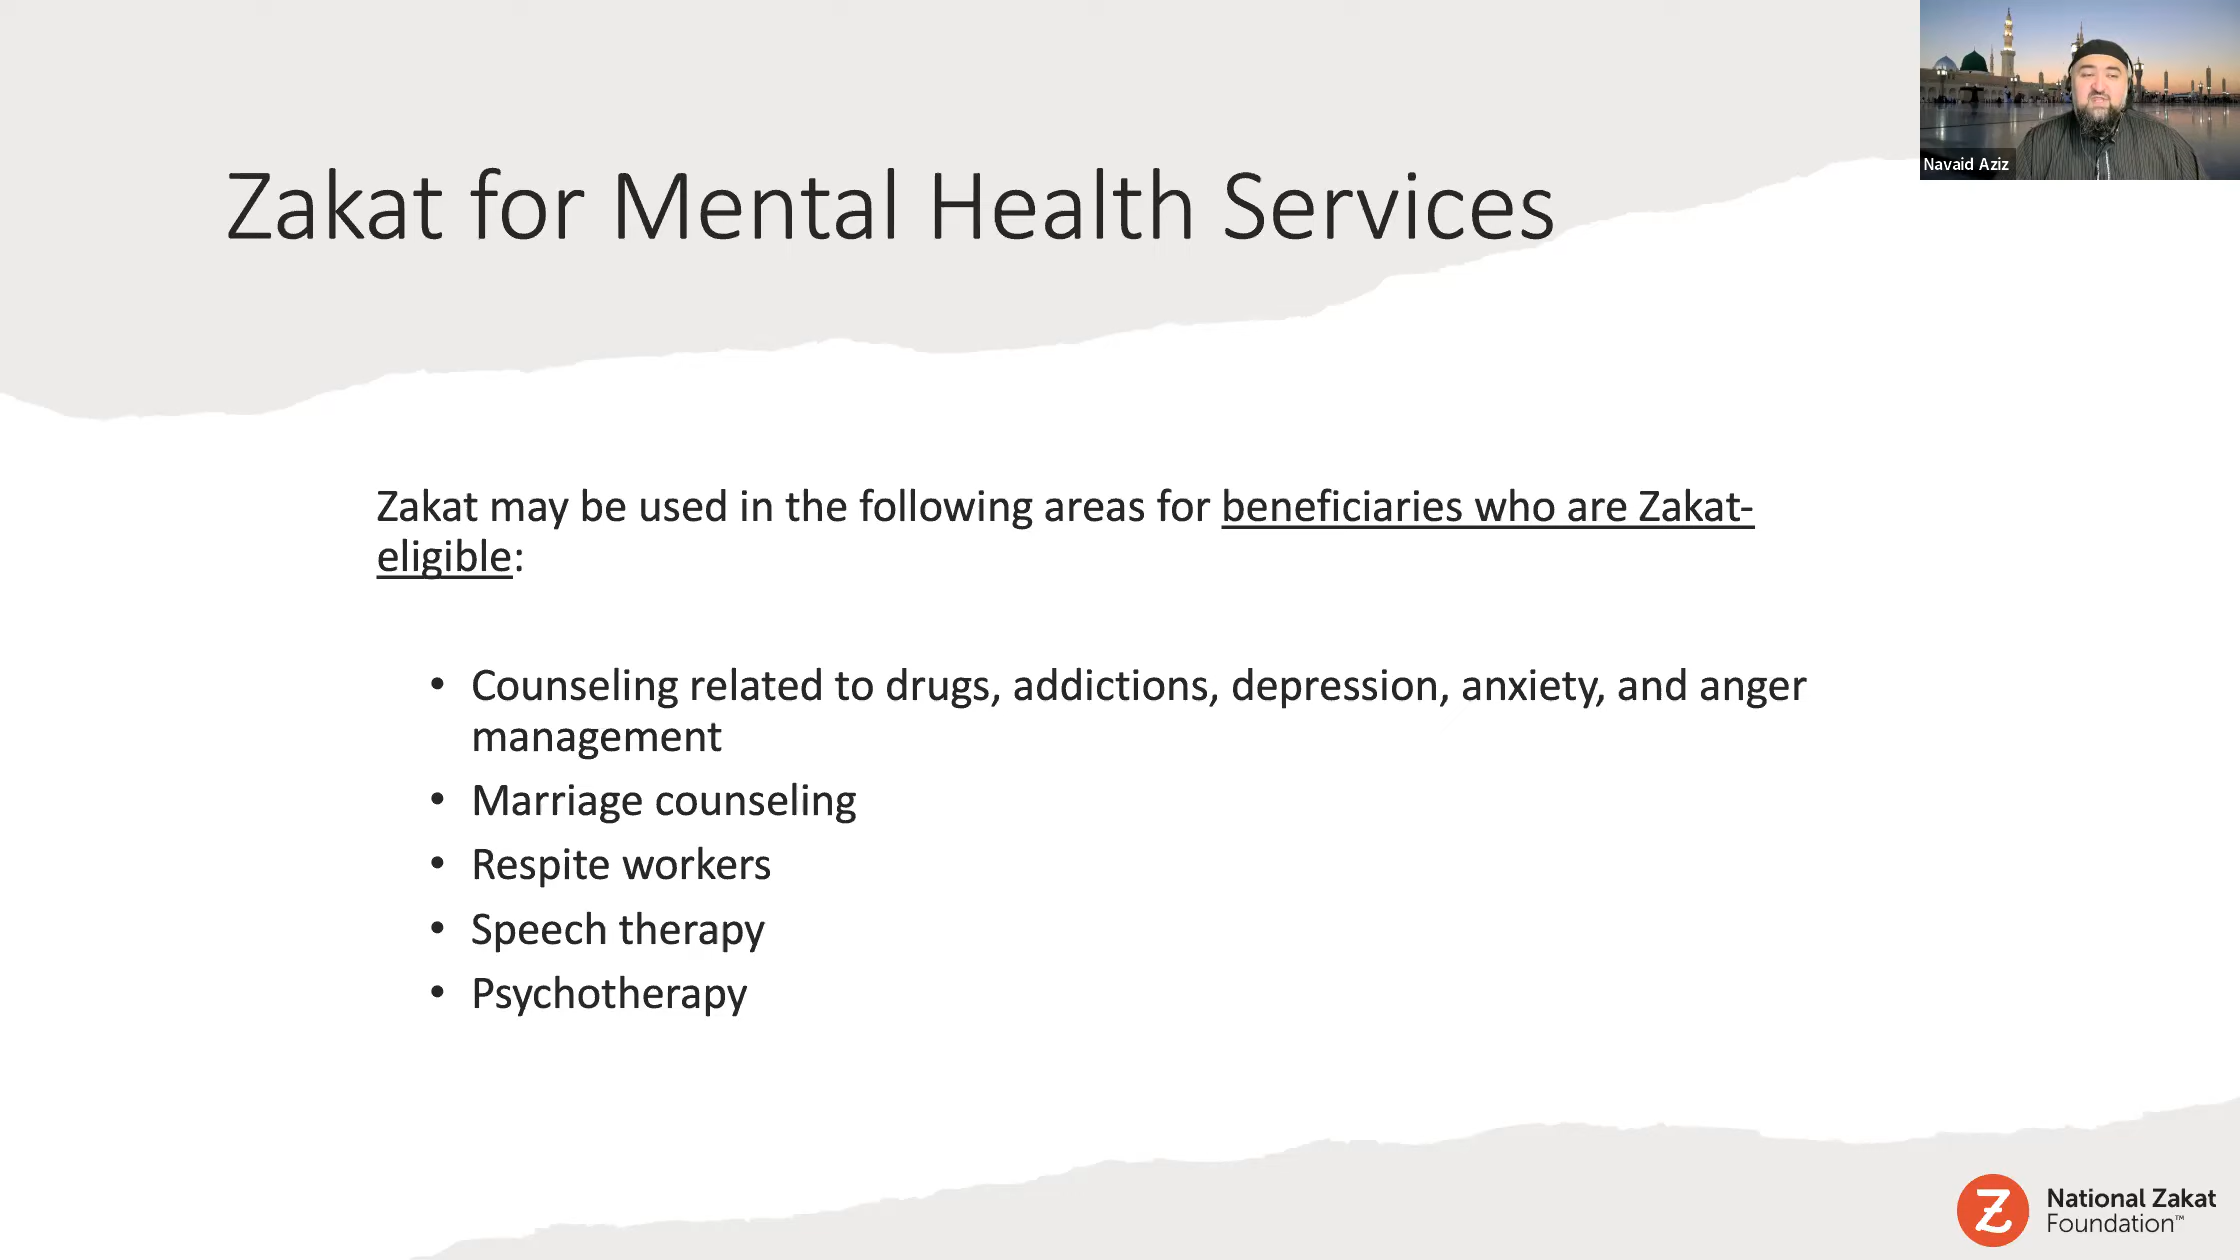 Navaid Aziz
Zakat for Mental Health Services
Zakat may be used in the following areas for beneficiaries who are Zakat-
eligible:
• Counseling related to drugs, addictions, depression, anxiety, and anger
management
• Marriage counseling
• Respite workers
• Speech therapy
• Psychotherapy
Z
National Zakat
Foundation™